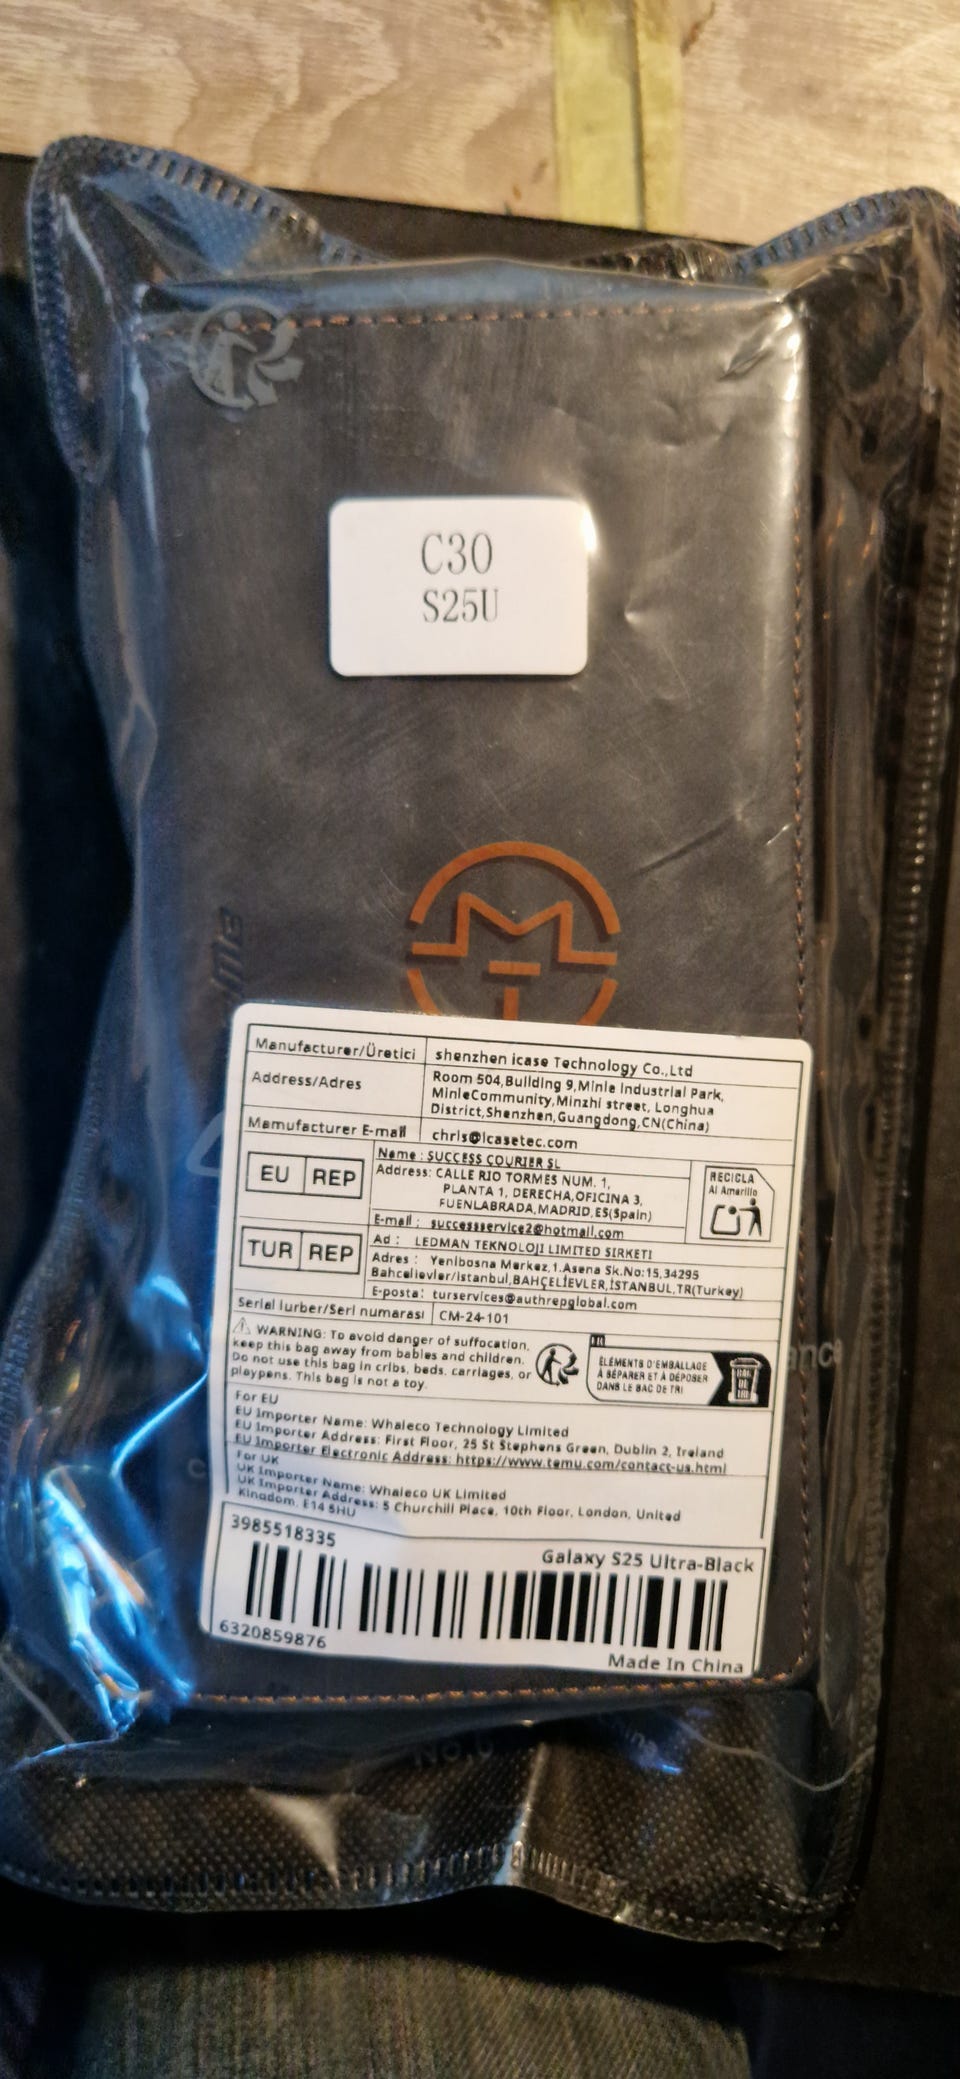 C30
S25U
Manufacturer/Üretici shenzhen icase Technology Co.,Ltd
Address/Adres Room 504,Building 9,Minle Industrial Park,
MinleCommunity,Minzhi street, Longhua
District,Shenzhen,Guangdong,CN(China)
Mamufacturer E-mail chris@icasetec.com
EU REP
Name : SUCCESS COURIER SL
Address: CALLE RIO TORMES NUM. 1,
PLANTA 1, DERECHA,OFICINA 3,
FUENLABRADA,MADRID,ES(Spain)
E-mail : successservice2@hotmail.com
RECICLA
Al Amarillo
TUR REP
Ad : LEDMAN TEKNOLOJI LIMITED SIRKETI
Adres : Yenibosna Merkez,1.Asena Sk.No:15,34295
Bahcelievler/istanbul,BAHÇELİEVLER,İSTANBUL,TR(Turkey)
E-posta: turservices@authrepglobal.com
Serial lurber/Seri numarası CM-24-101
WARNING: To avoid danger of suffocation,
keep this bag away from babies and children.
Do not use this bag in cribs, beds, carriages, or
playpens. This bag is not a toy.
FR
ÉLÉMENTS D'EMBALLAGE
À SÉPARER ET À DÉPOSER
DANS LE BAC DE TRI
BAC
DE
TRI
For EU
EU Importer Name: Whaleco Technology Limited
EU Importer Address: First Floor, 25 St Stephens Green, Dublin 2, Ireland
EU Importer Electronic Address: https://www.temu.com/contact-us.html
For UK
UK Importer Name: Whaleco UK Limited
UK Importer Address: 5 Churchill Place, 10th Floor, London, United
Kingdom, E14 5HU
3985518335
Galaxy S25 Ultra-Black
6320859876
Made In China